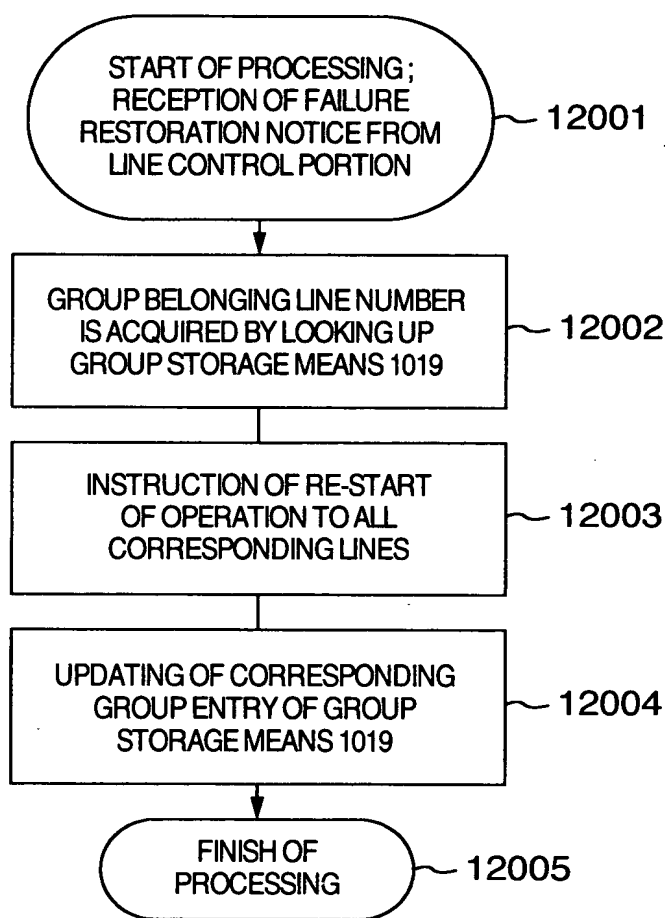 START OF PROCESSING ;
RECEPTION OF FAILURE
RESTORATION NOTICE FROM
LINE CONTROL PORTION
12001
GROUP BELONGING LINE NUMBER
IS ACQUIRED BY LOOKING UP
GROUP STORAGE MEANS 1019
12002
INSTRUCTION OF RE-START
OF OPERATION TO ALL
CORRESPONDING LINES
12003
UPDATING OF CORRESPONDING
GROUP ENTRY OF GROUP
STORAGE MEANS 1019
12004
FINISH OF
PROCESSING
12005